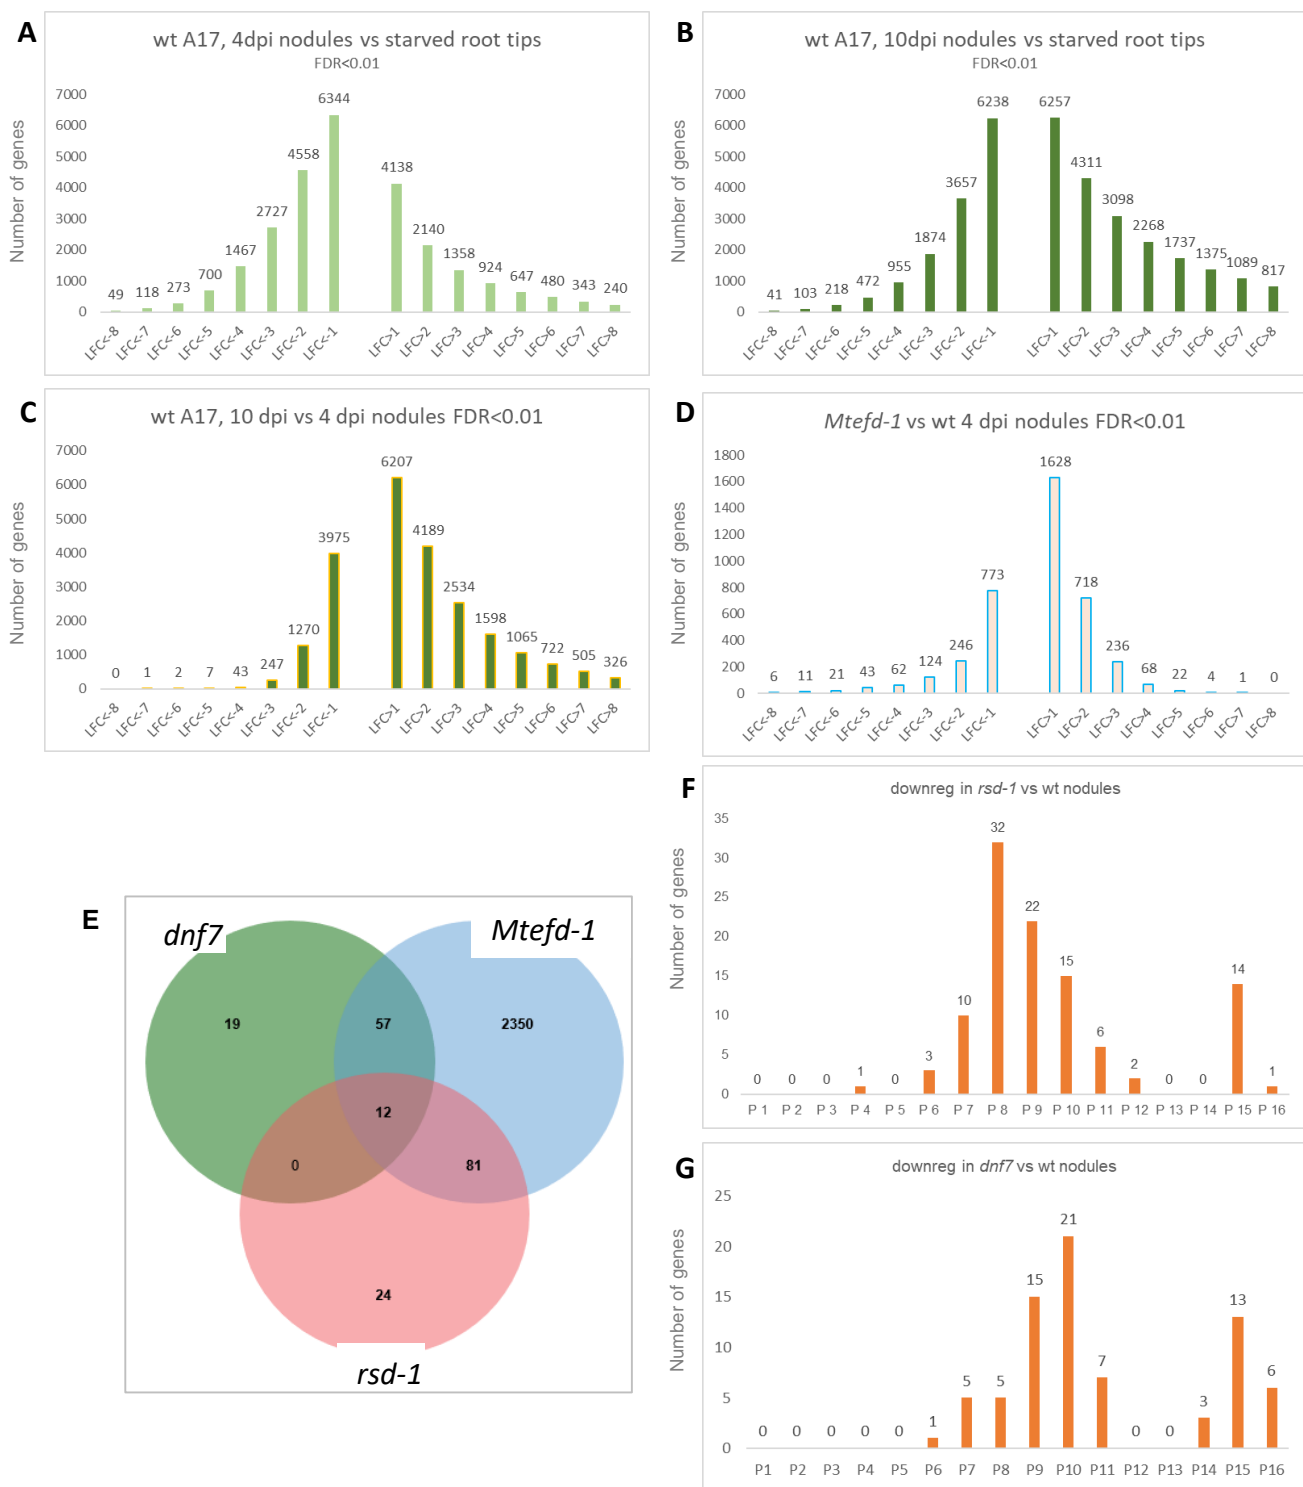 A
wt A17, 4dpi nodules vs starved root tips
FDR<0.01
Number of genes
7000
6000
5000
4000
3000
2000
1000
0
49 118 273 700 1467 2727 4558 6344 4138 2140 1358 924 647 480 343 240
LFC<-8 LFC<-7 LFC<-6 LFC<-5 LFC<-4 LFC<-3 LFC<-2 LFC<-1 LFC>1 LFC>2 LFC>3 LFC>4 LFC>5 LFC>6 LFC>7 LFC>8
B
wt A17, 10dpi nodules vs starved root tips
FDR<0.01
Number of genes
7000
6000
5000
4000
3000
2000
1000
0
41 103 218 472 955 1874 3657 6238 6257 4311 3098 2268 1737 1375 1089 817
LFC<-8 LFC<-7 LFC<-6 LFC<-5 LFC<-4 LFC<-3 LFC<-2 LFC<-1 LFC>1 LFC>2 LFC>3 LFC>4 LFC>5 LFC>6 LFC>7 LFC>8
C
wt A17, 10 dpi vs 4 dpi nodules FDR<0.01
Number of genes
7000
6000
5000
4000
3000
2000
1000
0
0 1 2 7 43 247 1270 3975 6207 4189 2534 1598 1065 722 505 326
LFC<-8 LFC<-7 LFC<-6 LFC<-5 LFC<-4 LFC<-3 LFC<-2 LFC<-1 LFC>1 LFC>2 LFC>3 LFC>4 LFC>5 LFC>6 LFC>7 LFC>8
D
Mtefd-1 vs wt 4 dpi nodules FDR<0.01
Number of genes
1800
1600
1400
1200
1000
800
600
400
200
0
6 11 21 43 62 124 246 773 1628 718 236 68 22 4 1 0
LFC<-8 LFC<-7 LFC<-6 LFC<-5 LFC<-4 LFC<-3 LFC<-2 LFC<-1 LFC>1 LFC>2 LFC>3 LFC>4 LFC>5 LFC>6 LFC>7 LFC>8
E
dnf7 Mtefd-1
19 57 2350
12
0 81
24
rsd-1
F
downreg in rsd-1 vs wt nodules
Number of genes
35
30
25
20
15
10
5
0
0 0 0 1 0 3 10 32 22 15 6 2 0 0 14 1
P 1 P 2 P 3 P 4 P 5 P 6 P 7 P 8 P 9 P 10 P 11 P 12 P 13 P 14 P 15 P 16
G
downreg in dnf7 vs wt nodules
Number of genes
25
20
15
10
5
0
0 0 0 0 0 1 5 5 15 21 7 0 0 3 13 6
P1 P2 P3 P4 P5 P6 P7 P8 P9 P10 P11 P12 P13 P14 P15 P16